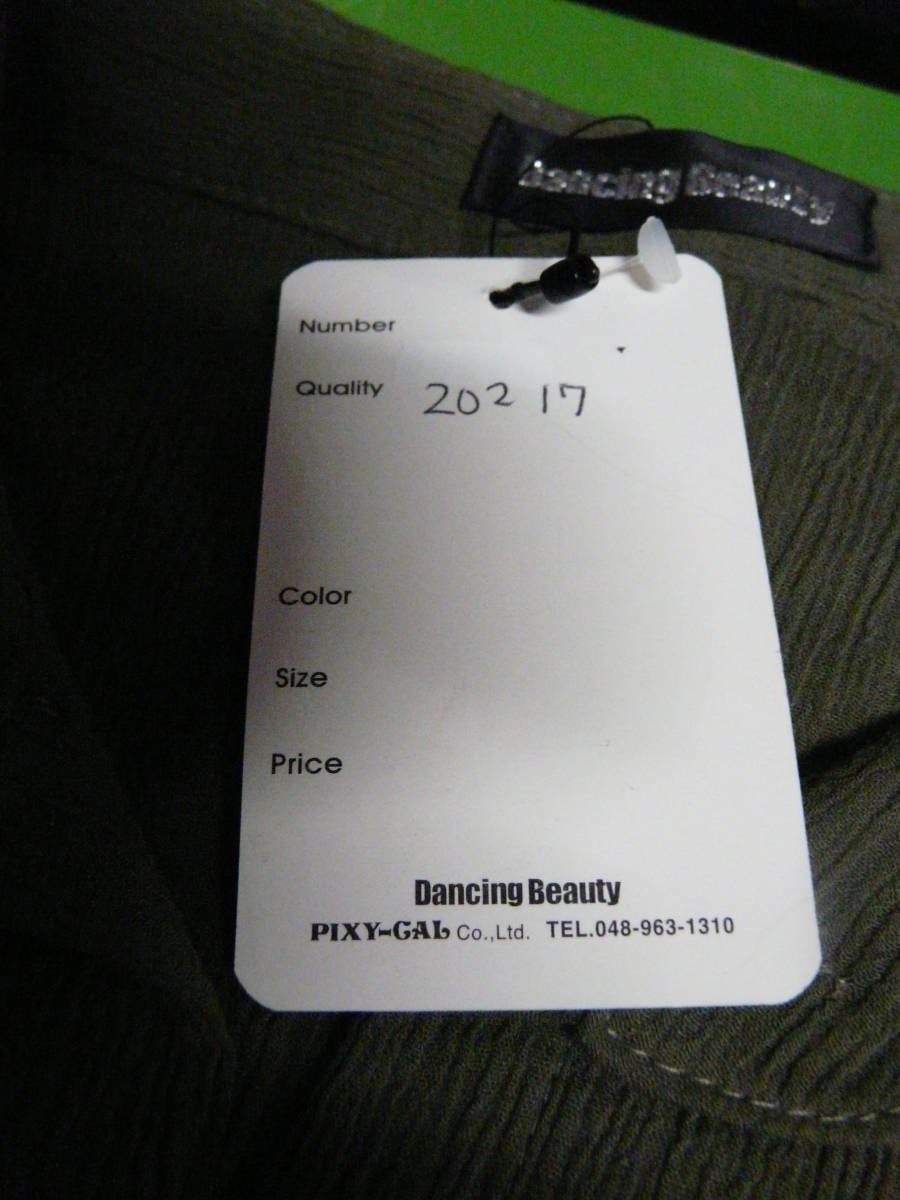 Dancing Beauty
Number
Quality 202 17
Color
Size
Price
Dancing Beauty
PIXY-GAL Co.,Ltd. TEL.048-963-1310